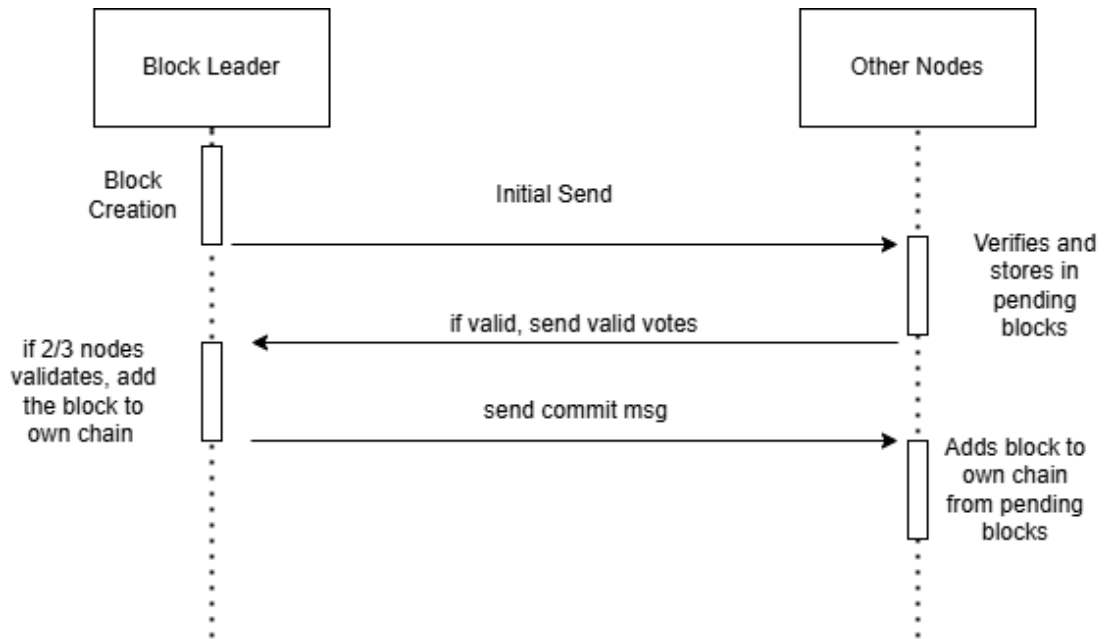 Block Leader
Other Nodes
Block
Creation
Initial Send
Verifies and
stores in
pending
blocks
if valid, send valid votes
if 2/3 nodes
validates, add
the block to
own chain
send commit msg
Adds block to
own chain
from pending
blocks